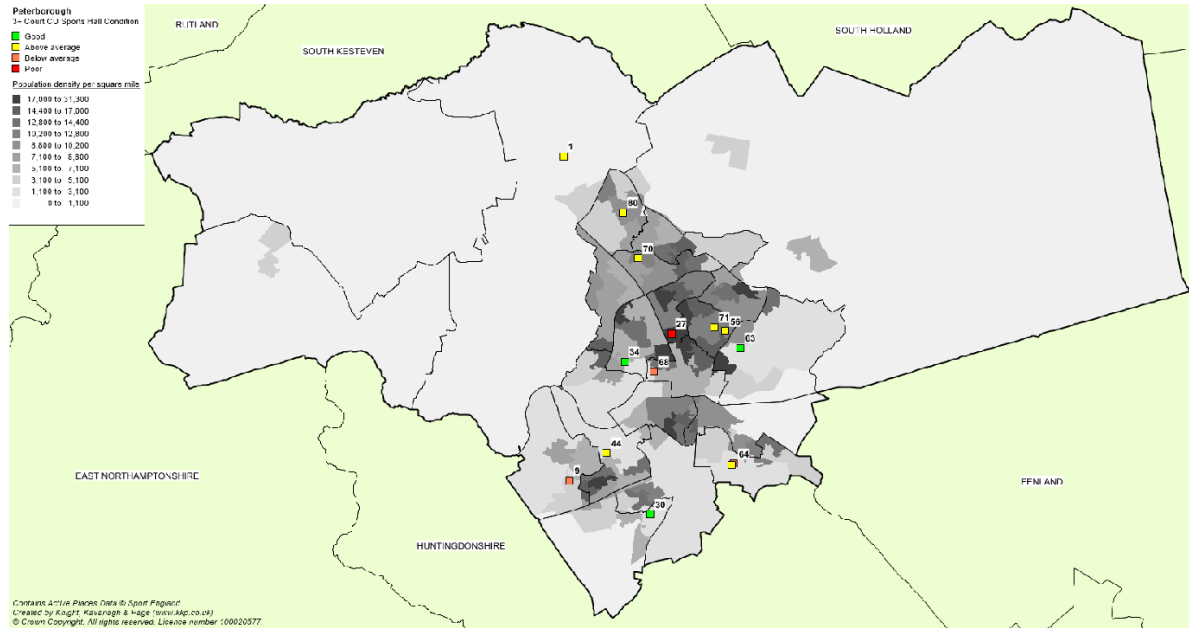 Peterborough
3+ Court CU Sports Hall Condition
Good
Above average
Below average
Poor
Population density per square mile
17,000 to 31,300
14,400 to 17,000
12,800 to 14,400
10,200 to 12,800
8,800 to 10,200
7,100 to 8,800
5,100 to 7,100
3,100 to 5,100
1,100 to 3,100
0 to 1,100
RUTLAND
SOUTH KESTEVEN
SOUTH HOLLAND
1
80
70
71
56
27
63
34
68
44
64
9
30
EAST NORTHAMPTONSHIRE
FENLAND
HUNTINGDONSHIRE
Contains Active Places Data © Sport England
Created by Knight, Kavanagh & Page (www.kkp.co.uk)
© Crown Copyright. All rights reserved. Licence number 100020577.